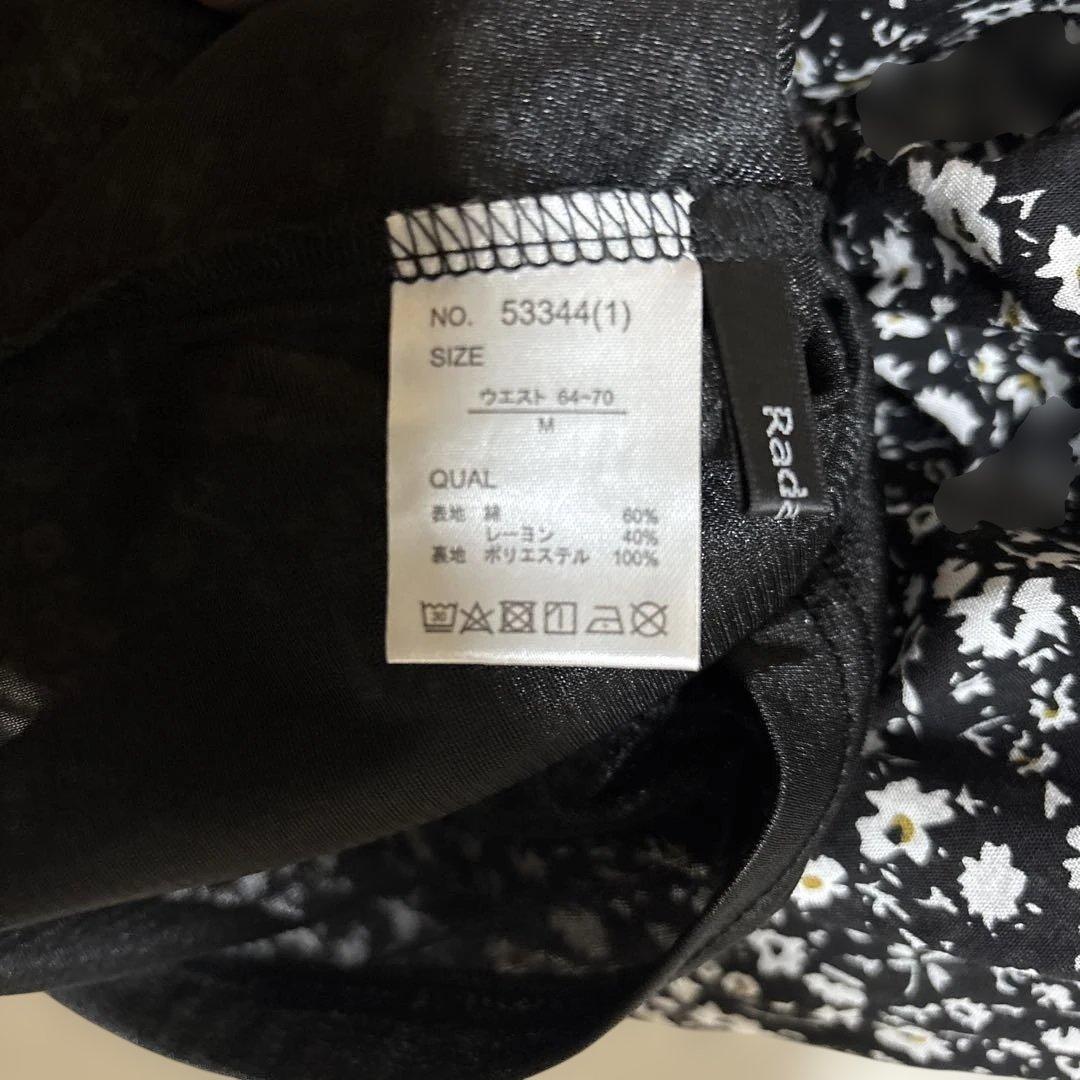 NO. 53344(1)
SIZE
ウエスト 64~70
M
QUAL
表地 綿 60%
レーヨン 40%
裏地 ポリエステル 100%
30